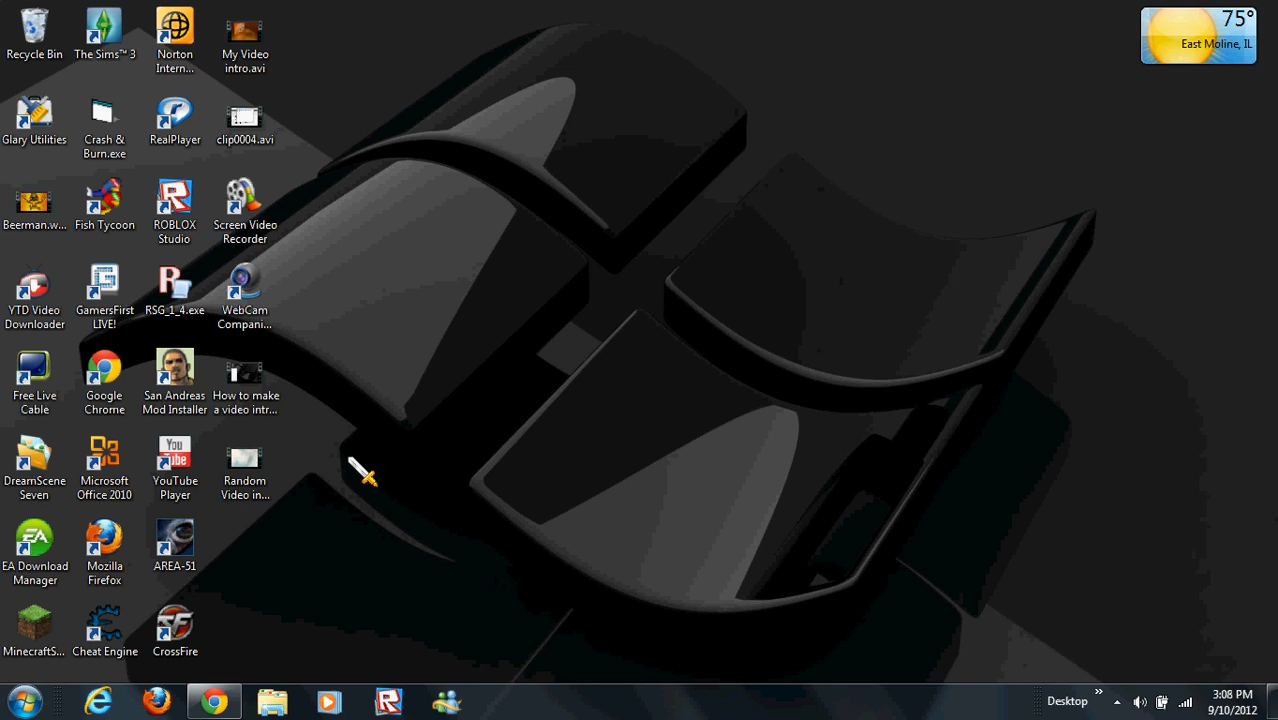 75°
East Moline, IL
Recycle Bin
The Sims™ 3
Norton
Intern...
My Video
intro.avi
Glary Utilities
Crash &
Burn.exe
RealPlayer
clip0004.avi
Beerman.w...
Fish Tycoon
ROBLOX
Studio
Screen Video
Recorder
YTD Video
Downloader
GamersFirst
LIVE!
RSG_1_4.exe
WebCam
Compani...
Free Live
Cable
Google
Chrome
San Andreas
Mod Installer
How to make
a video intr...
DreamScene
Seven
Microsoft
Office 2010
You
Tube
YouTube
Player
Random
Video in...
EA
EA Download
Manager
Mozilla
Firefox
AREA-51
MinecraftS...
Cheat Engine
CrossFire
Desktop
3:08 PM
9/10/2012